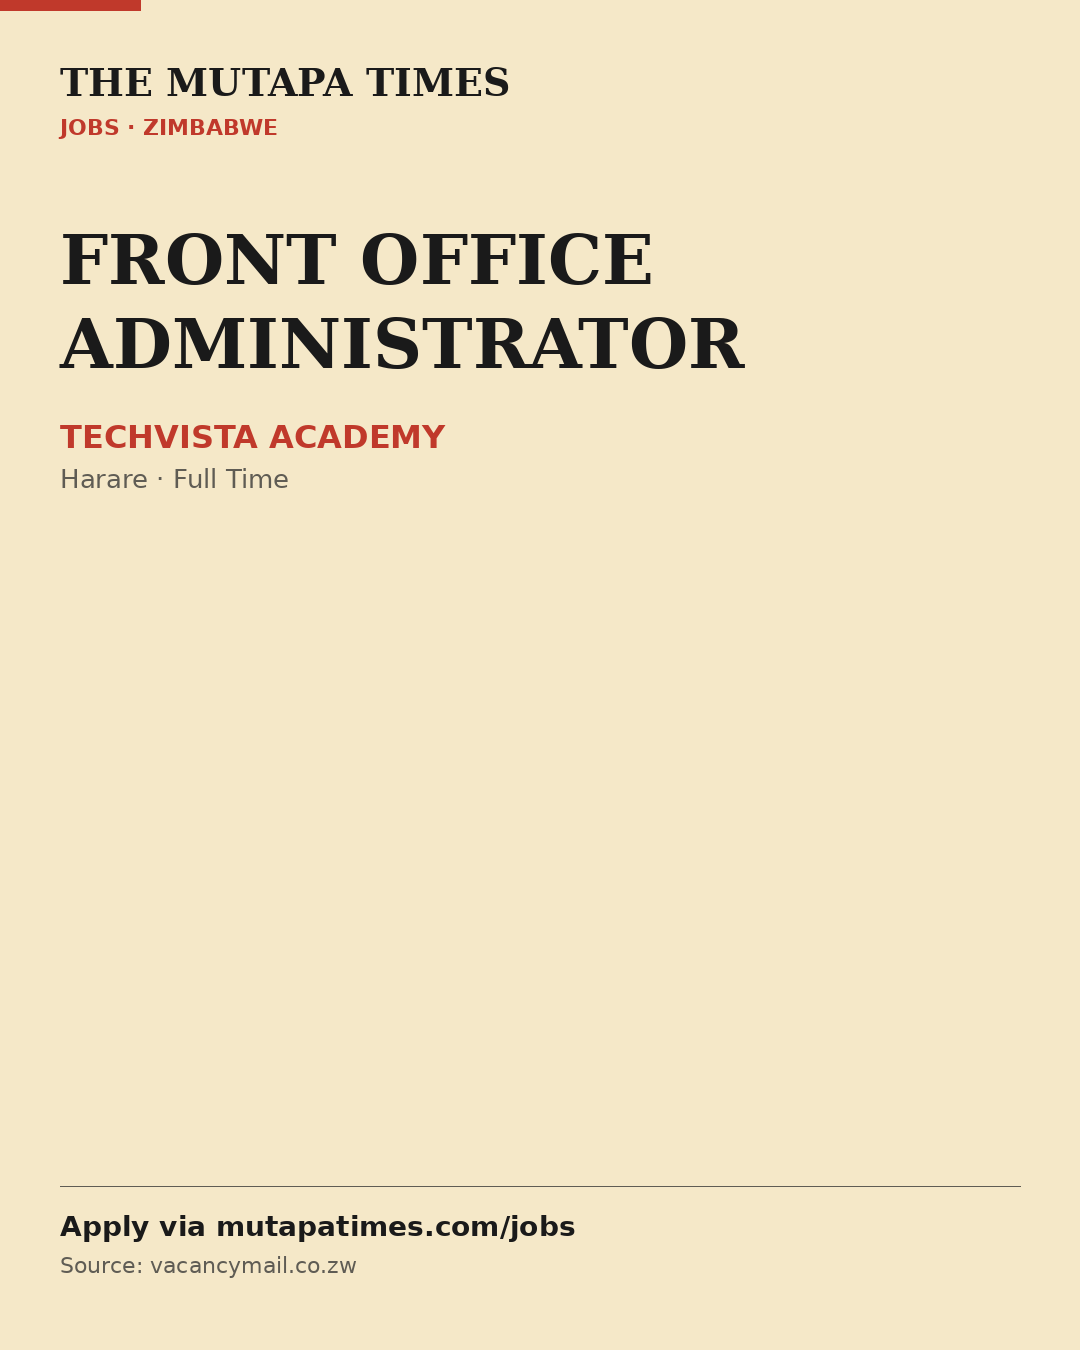 THE MUTAPA TIMES
JOBS · ZIMBABWE
FRONT OFFICE
ADMINISTRATOR
TECHVISTA ACADEMY
Harare · Full Time
Apply via mutapatimes.com/jobs
Source: vacancymail.co.zw